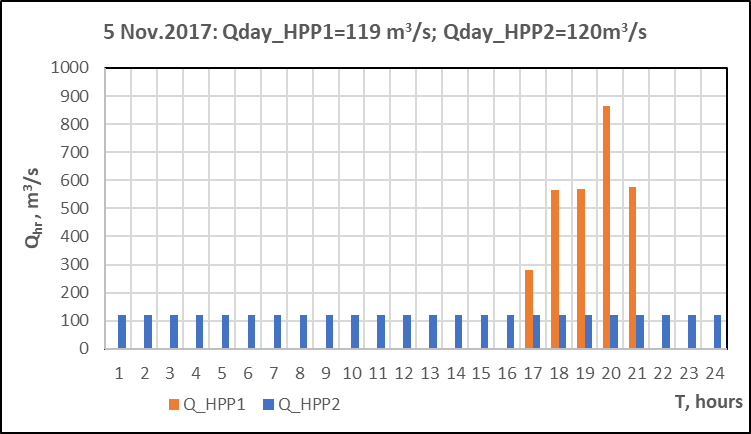 5 Nov.2017: Qday_HPP1=119 m³/s; Qday_HPP2=120m³/s
1000
900
800
700
600
500
400
300
200
100
0
Qhr , m³/s
1 2 3 4 5 6 7 8 9 10 11 12 13 14 15 16 17 18 19 20 21 22 23 24
Q_HPP1 Q_HPP2 T, hours